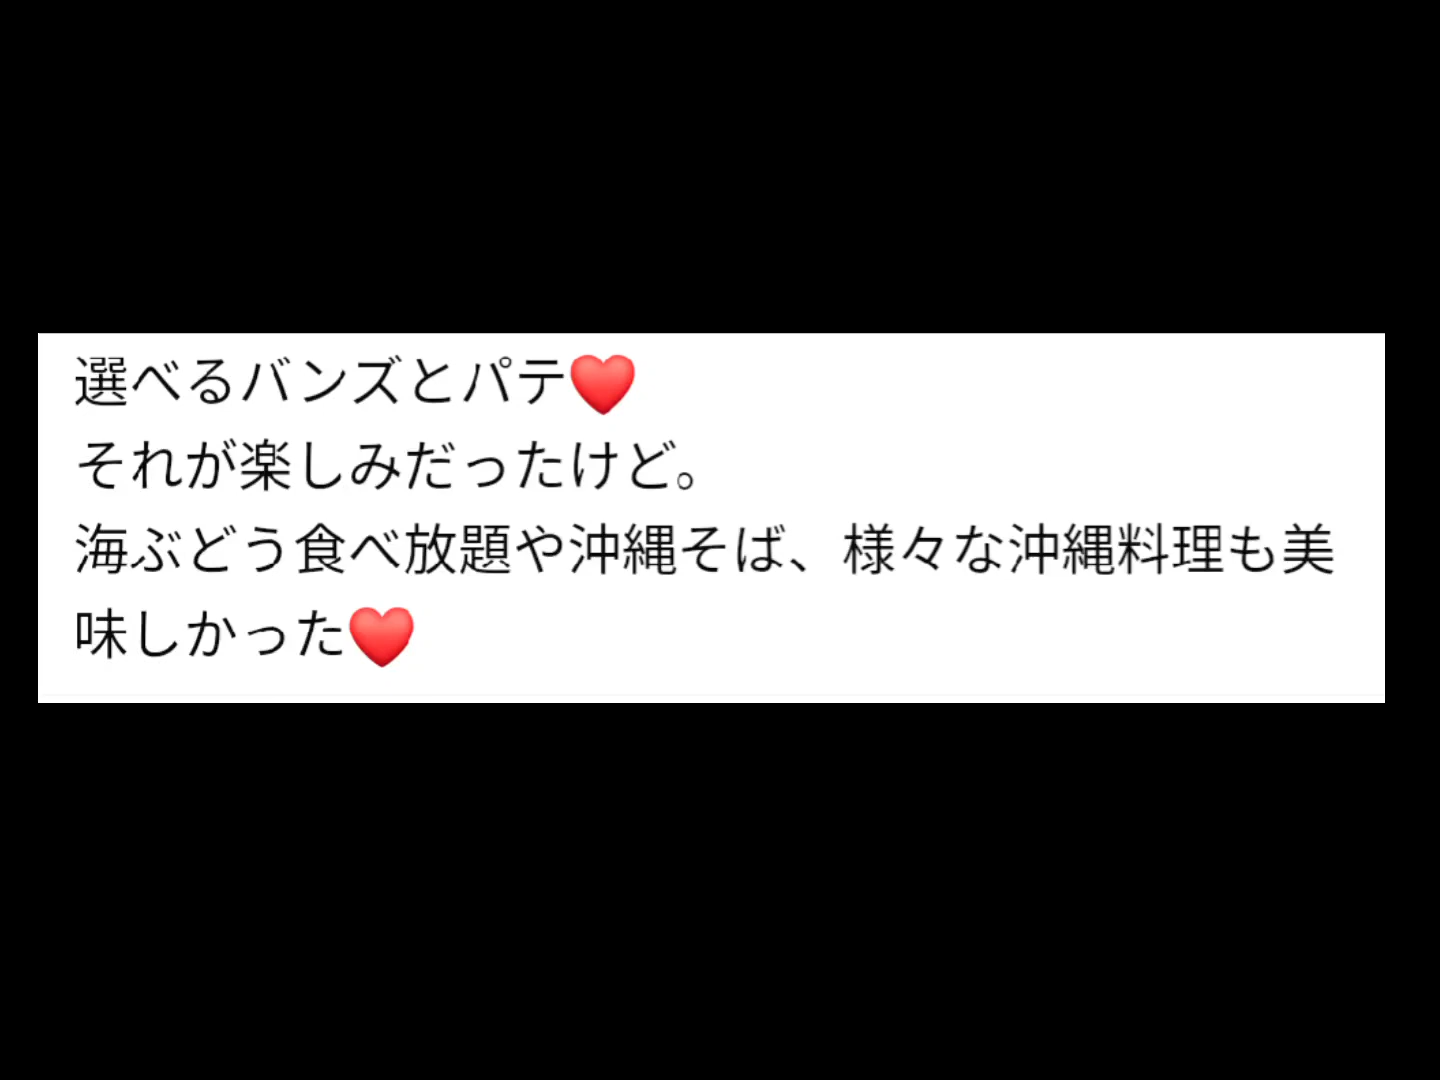 選べるバンズとパテ❤️
それが楽しみだったけど。
海ぶどう食べ放題や沖縄そば、様々な沖縄料理も美
味しかった❤️